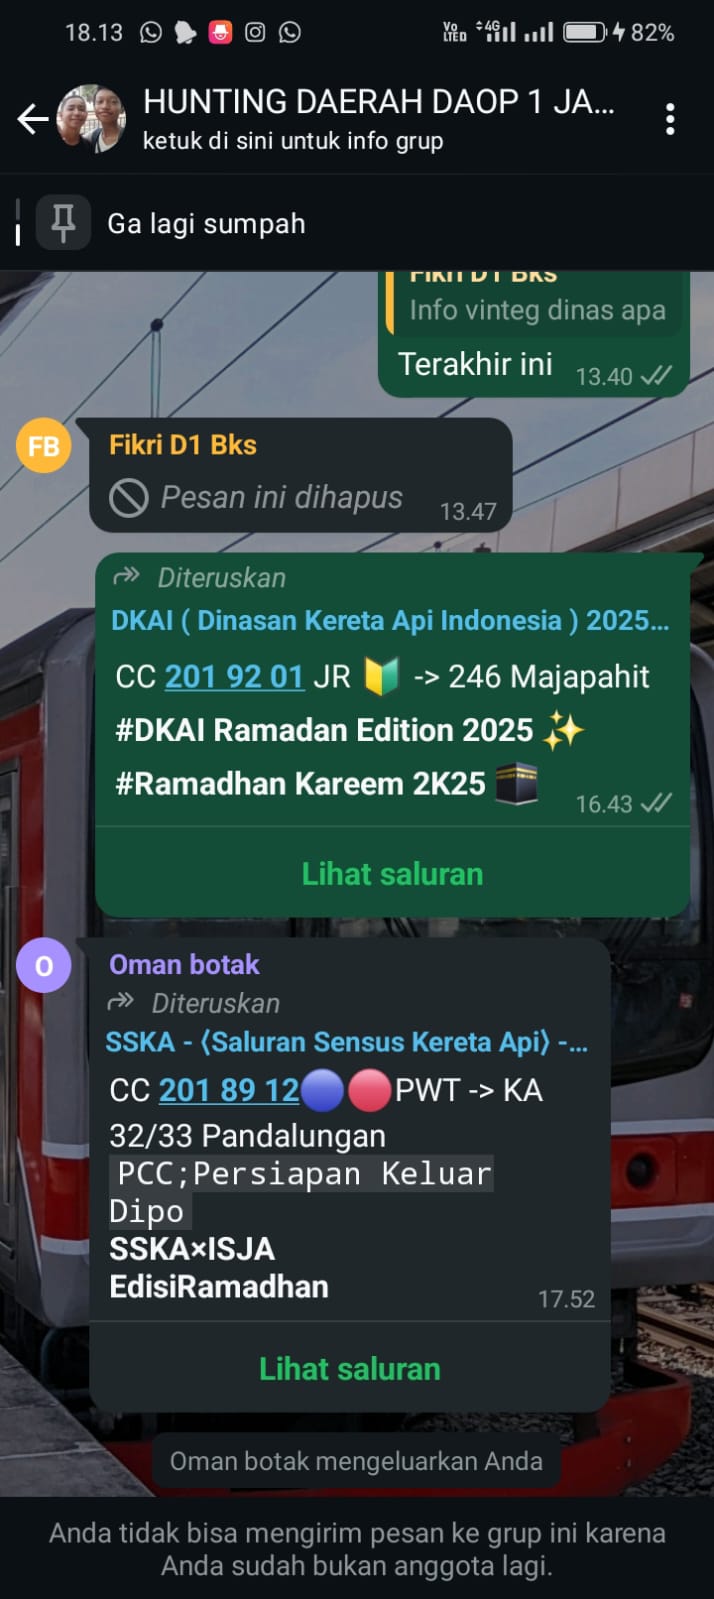 18.13
Vo LTED 4G 82%
HUNTING DAERAH DAOP 1 JA...
ketuk di sini untuk info grup
Ga lagi sumpah
Fikri D1 Bks
Info vinteg dinas apa
Terakhir ini 13.40
FB
Fikri D1 Bks
Pesan ini dihapus 13.47
Diteruskan
DKAI ( Dinasan Kereta Api Indonesia ) 2025...
CC 201 92 01 JR 🔰 -> 246 Majapahit
#DKAI Ramadan Edition 2025 ✨
#Ramadhan Kareem 2K25 🕋 16.43
Lihat saluran
O
Oman botak
Diteruskan
SSKA - ⟨Saluran Sensus Kereta Api⟩ -...
CC 201 89 12🔵🔴PWT -> KA
32/33 Pandalungan
PCC;Persiapan Keluar
Dipo
SSKA×ISJA
EdisiRamadhan 17.52
Lihat saluran
Oman botak mengeluarkan Anda
Anda tidak bisa mengirim pesan ke grup ini karena
Anda sudah bukan anggota lagi.